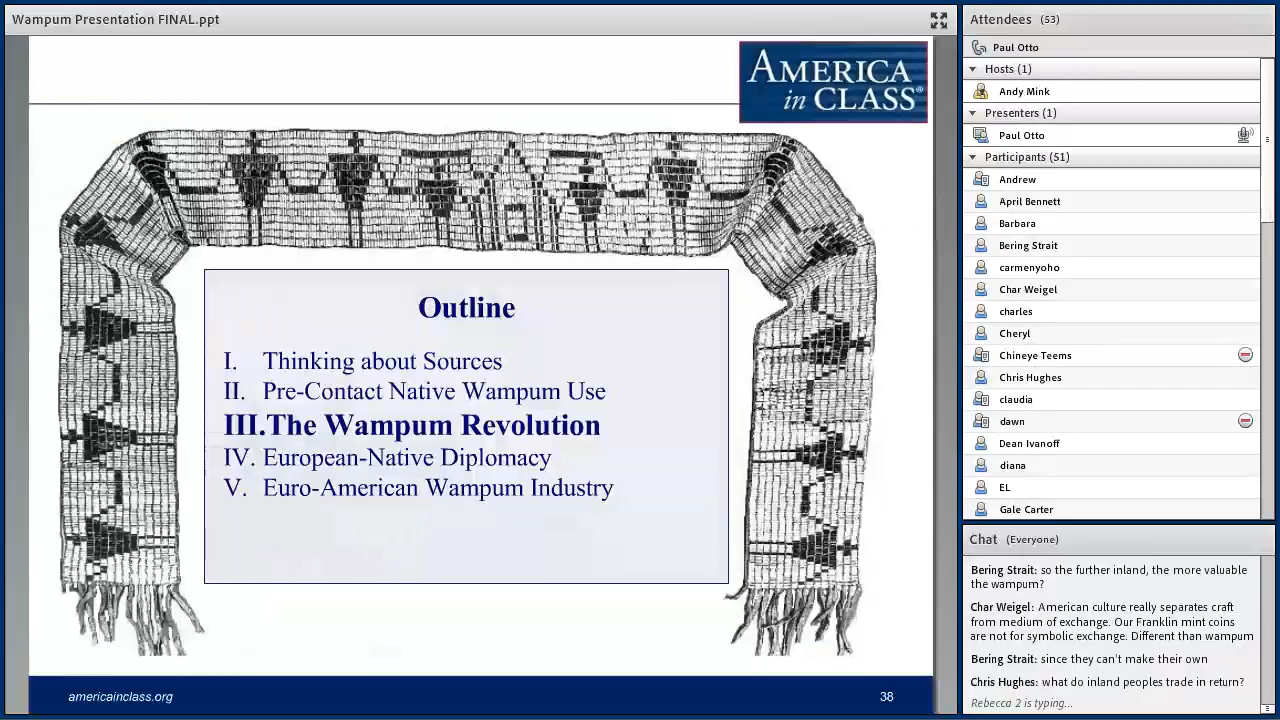 Wampum Presentation FINAL.ppt
AMERICA
in CLASS®
Outline
I. Thinking about Sources
II. Pre-Contact Native Wampum Use
III.The Wampum Revolution
IV. European-Native Diplomacy
V. Euro-American Wampum Industry
americainclass.org
38
Attendees (53)
Paul Otto
Hosts (1)
Andy Mink
Presenters (1)
Paul Otto
Participants (51)
Andrew
April Bennett
Barbara
Bering Strait
carmenyoho
Char Weigel
charles
Cheryl
Chineye Teems
Chris Hughes
claudia
dawn
Dean Ivanoff
diana
EL
Gale Carter
Chat (Everyone)
Bering Strait: so the further inland, the more valuable
the wampum?
Char Weigel: American culture really separates craft
from medium of exchange. Our Franklin mint coins
are not for symbolic exchange. Different than wampum
Bering Strait: since they can't make their own
Chris Hughes: what do inland peoples trade in return?
Rebecca 2 is typing...